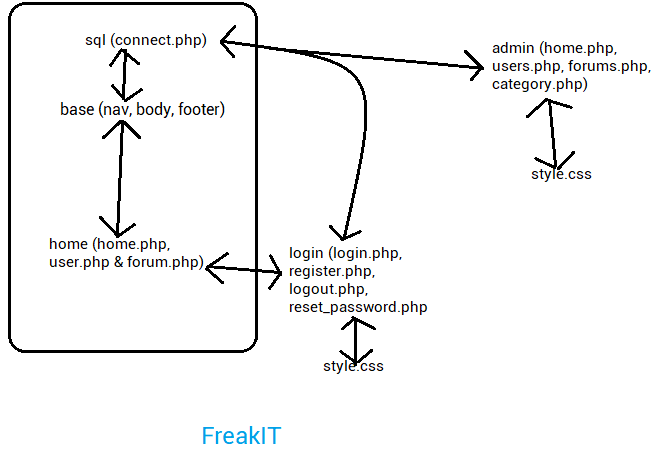 sql (connect.php)
base (nav, body, footer)
home (home.php,
user.php & forum.php)
login (login.php,
register.php,
logout.php,
reset_password.php
style.css
admin (home.php,
users.php, forums.php,
category.php)
style.css
FreakIT